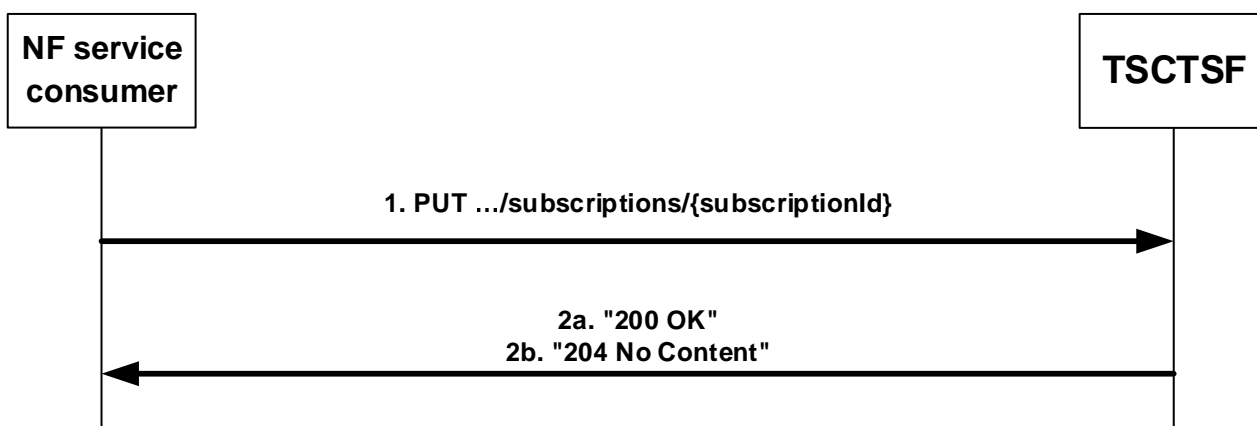 NF service
consumer
TSCTSF
1. PUT …/subscriptions/{subscriptionId}
2a. "200 OK"
2b. "204 No Content"